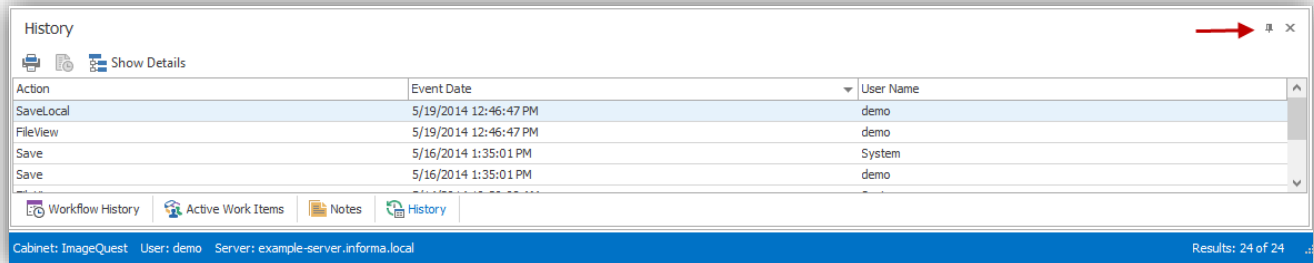 History
Show Details
Action Event Date User Name
SaveLocal 5/19/2014 12:46:47 PM demo
FileView 5/19/2014 12:46:47 PM demo
Save 5/16/2014 1:35:01 PM System
Save 5/16/2014 1:35:01 PM demo
Workflow History Active Work Items Notes History
Cabinet: ImageQuest User: demo Server: example-server.informa.local Results: 24 of 24